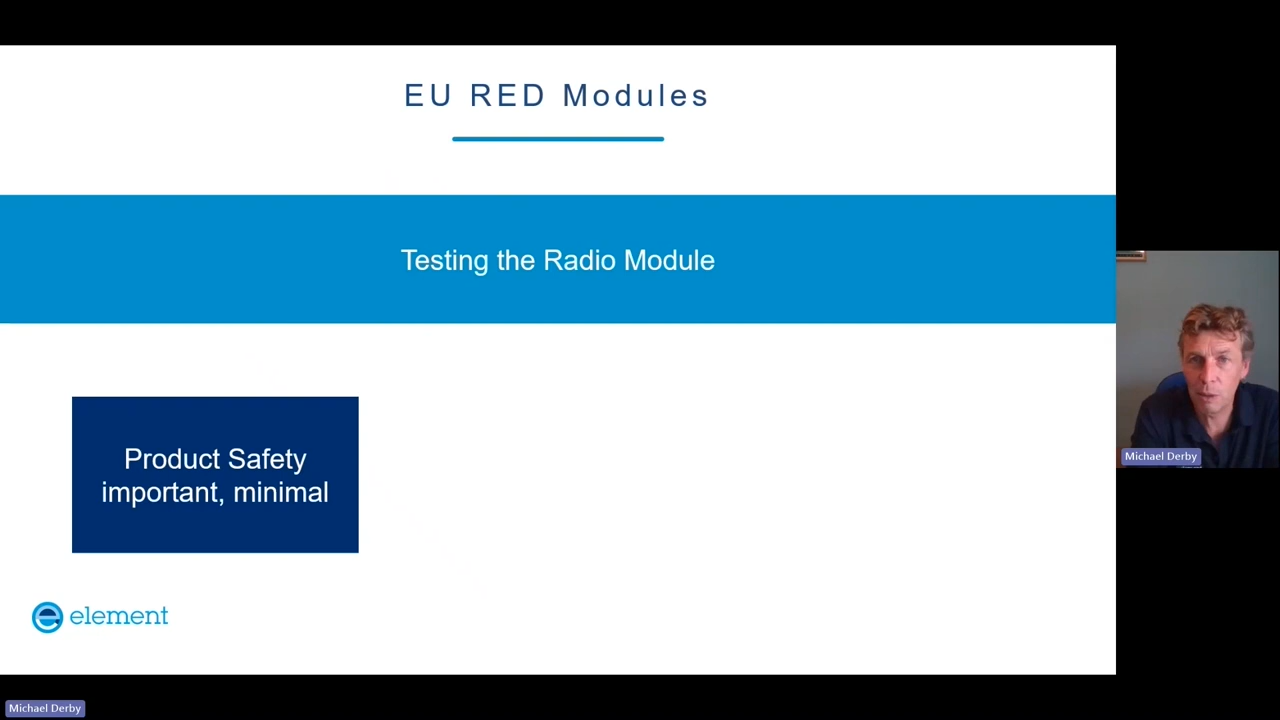 EU RED Modules
Testing the Radio Module
Product Safety
important, minimal
element
Michael Derby
Michael Derby